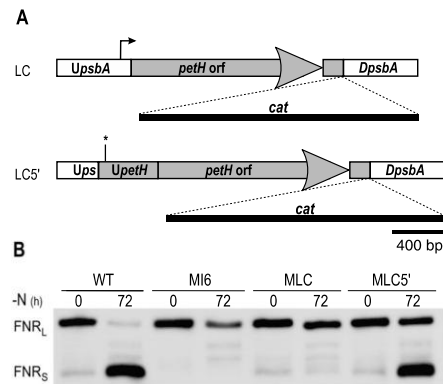 A
LC UpsbA petH orf DpsbA
cat
*
LC5' Ups UpetH petH orf DpsbA
cat
400 bp
B
WT MI6 MLC MLC5'
-N (h) 0 72 0 72 0 72 0 72
FNRL
FNRS